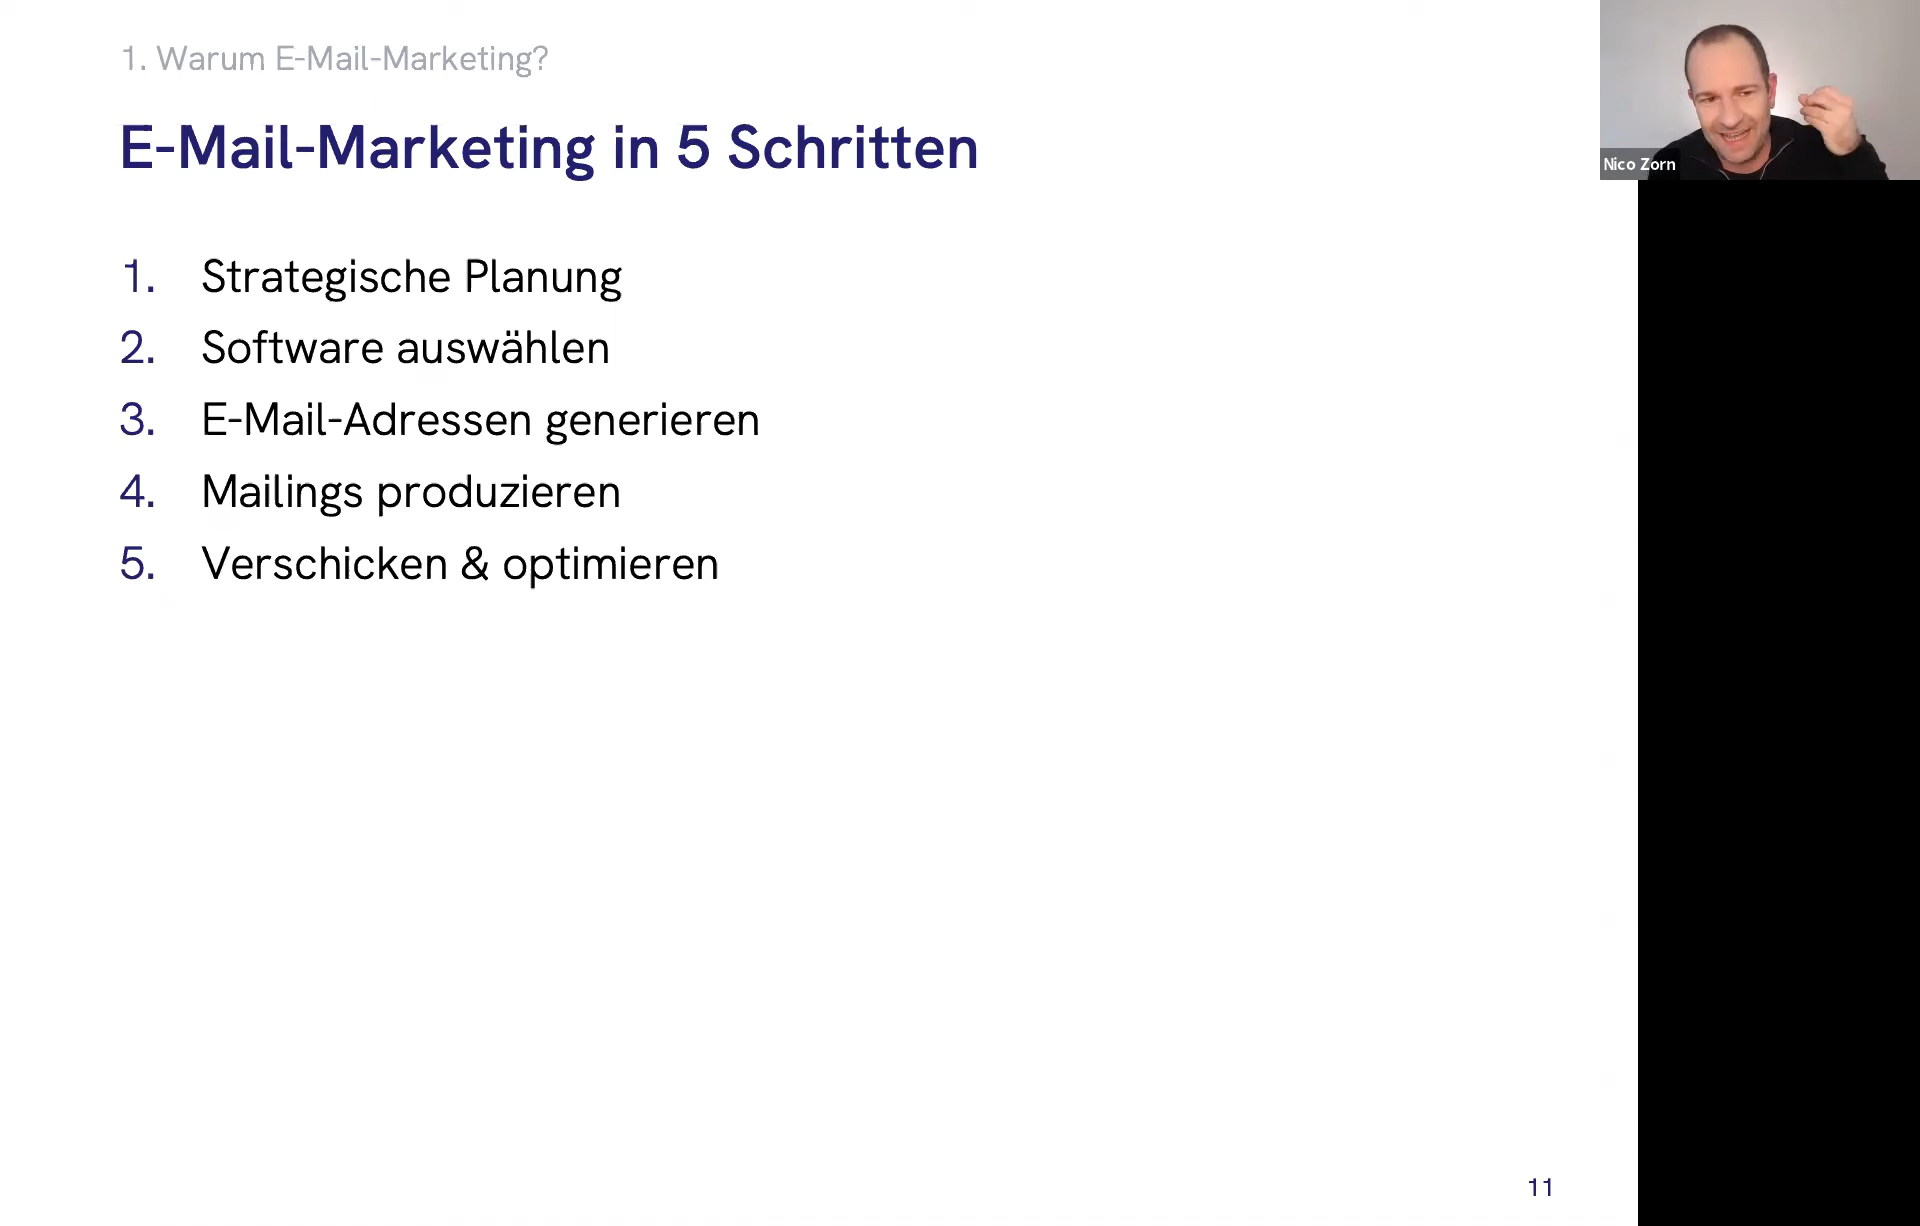 1. Warum E-Mail-Marketing?
E-Mail-Marketing in 5 Schritten
1. Strategische Planung
2. Software auswählen
3. E-Mail-Adressen generieren
4. Mailings produzieren
5. Verschicken & optimieren
Nico Zorn
11